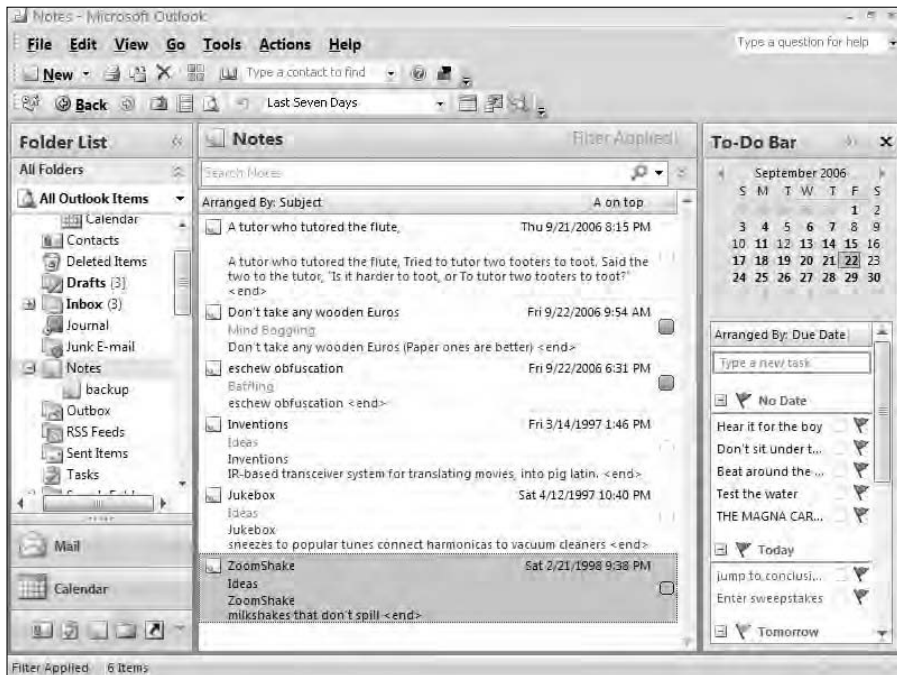 Notes - Microsoft Outlook
File Edit View Go Tools Actions Help
Type a question for help
New
Type a contact to find
Back
Last Seven Days
Folder List
All Folders
All Outlook Items
Calendar
Contacts
Deleted Items
Drafts [3]
Inbox (3)
Journal
Junk E-mail
Notes
backup
Outbox
RSS Feeds
Sent Items
Tasks
Mail
Calendar
Notes
Filter Applied
Search Notes
Arranged By: Subject
A on top
A tutor who tutored the flute,
Thu 9/21/2006 8:15 PM
A tutor who tutored the flute, Tried to tutor two tooters to toot. Said the
two to the tutor, "Is it harder to toot, or To tutor two tooters to toot?"
<end>
Don't take any wooden Euros
Fri 9/22/2006 9:54 AM
Mind Boggling
Don't take any wooden Euros (Paper ones are better) <end>
eschew obfuscation
Fri 9/22/2006 6:31 PM
Baffling
eschew obfuscation <end>
Inventions
Fri 3/14/1997 1:46 PM
Ideas
Inventions
IR-based transceiver system for translating movies, into pig latin. <end>
Jukebox
Sat 4/12/1997 10:40 PM
Ideas
Jukebox
sneezes to popular tunes connect harmonicas to vacuum cleaners <end>
ZoomShake
Sat 2/21/1998 9:38 PM
Ideas
ZoomShake
milkshakes that don't spill <end>
To-Do Bar
September 2006
S M T W T F S
1 2
3 4 5 6 7 8 9
10 11 12 13 14 15 16
17 18 19 20 21 22 23
24 25 26 27 28 29 30
Arranged By: Due Date
Type a new task
No Date
Hear it for the boy
Don't sit under t...
Beat around the ...
Test the water
THE MAGNA CAR...
Today
jump to conclusi...
Enter sweepstakes
Tomorrow
Filter Applied 6 Items